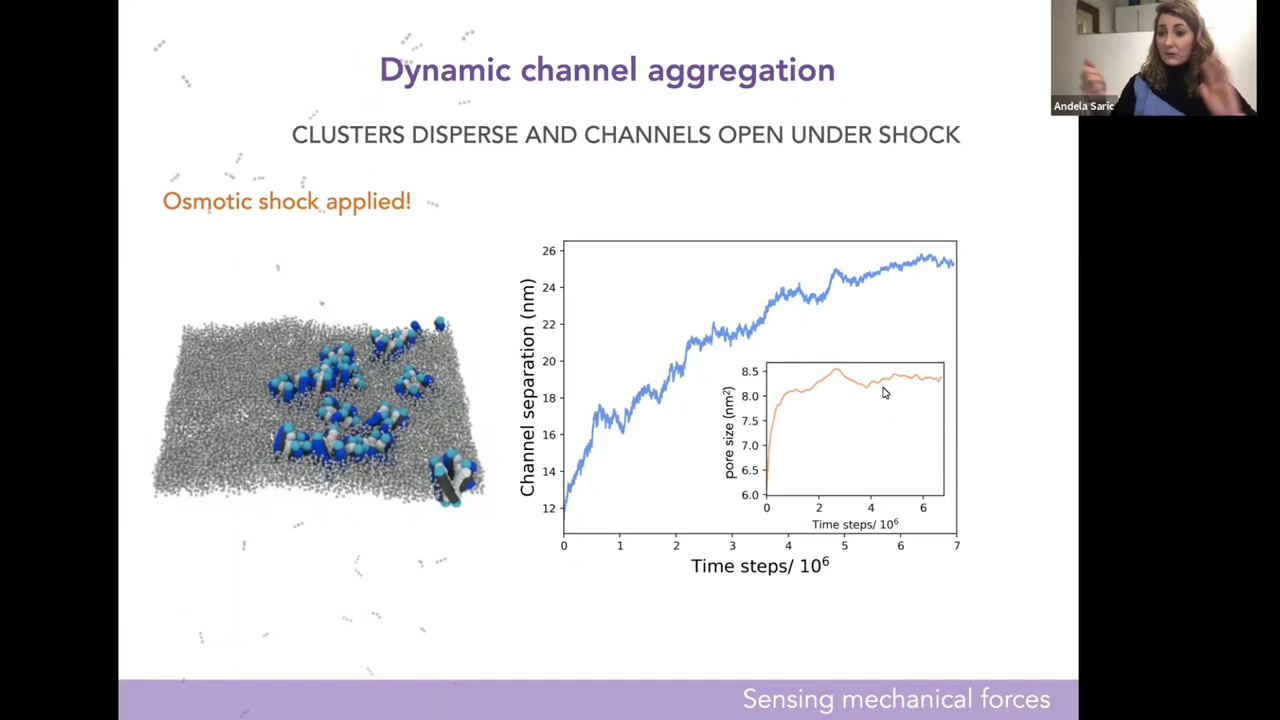 Dynamic channel aggregation
Andela Saric
CLUSTERS DISPERSE AND CHANNELS OPEN UNDER SHOCK
Osmotic shock applied!
Channel separation (nm)
26
24
22
20
18
16
14
12
0 1 2 3 4 5 6 7
Time steps/ 10⁶
pore size (nm²)
8.5
8.0
7.5
7.0
6.5
6.0
0 2 4 6
Time steps/ 10⁶
Sensing mechanical forces